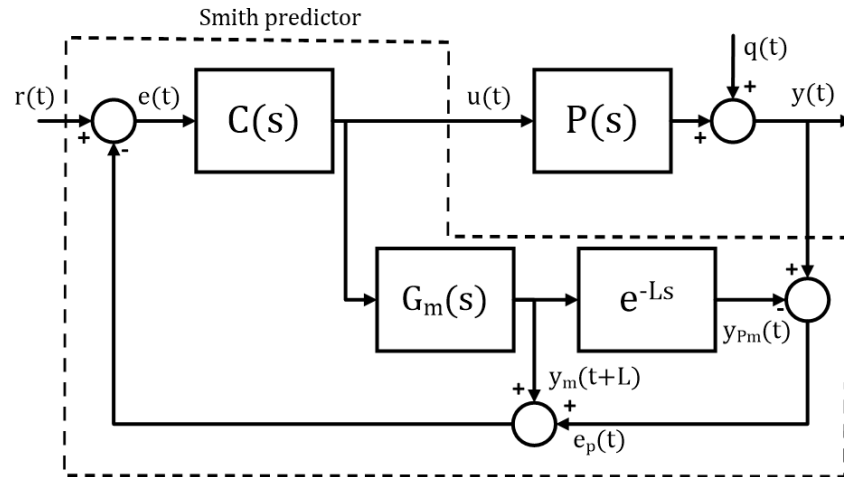 Smith predictor
q(t)
r(t)
e(t)
C(s)
u(t)
P(s)
y(t)
+
-
+
+
G_m(s)
e^-Ls
+
-
y_Pm(t)
y_m(t+L)
+
+
e_p(t)